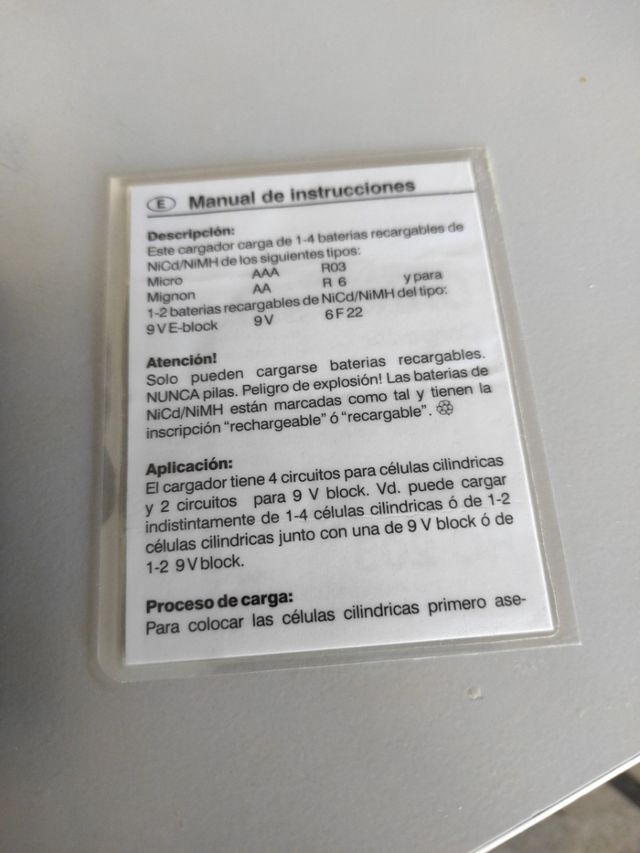 E Manual de instrucciones
Descripción:
Este cargador carga de 1-4 baterias recargables de
NiCd/NiMH de los siguientes tipos:
Micro AAA R03
Mignon AA R 6 y para
1-2 baterias recargables de NiCd/NiMH del tipo:
9 V E-block 9 V 6 F 22
Atención!
Solo pueden cargarse baterias recargables.
NUNCA pilas. Peligro de explosión! Las baterias de
NiCd/NiMH están marcadas como tal y tienen la
inscripción “rechargeable” ó “recargable”.
Aplicación:
El cargador tiene 4 circuitos para células cilindricas
y 2 circuitos para 9 V block. Vd. puede cargar
indistintamente de 1-4 células cilindricas ó de 1-2
células cilindricas junto con una de 9 V block ó de
1-2 9 V block.
Proceso de carga:
Para colocar las células cilindricas primero ase-